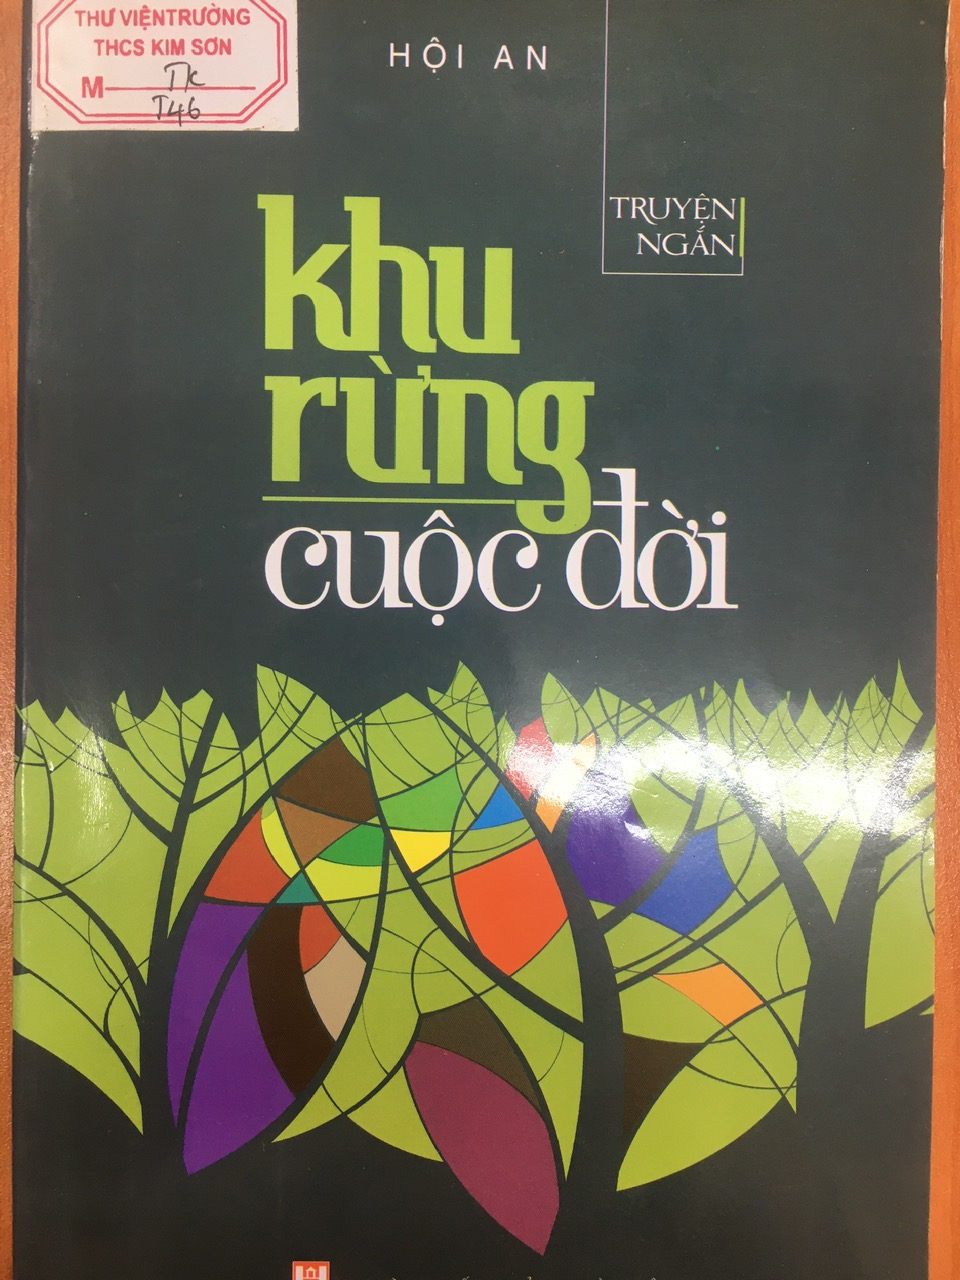 THƯ VIỆNTRƯỜNG
THCS KIM SƠN
M TK
T46
HỘI AN
TRUYỆN
NGẮN
khu
rừng
cuộc đời